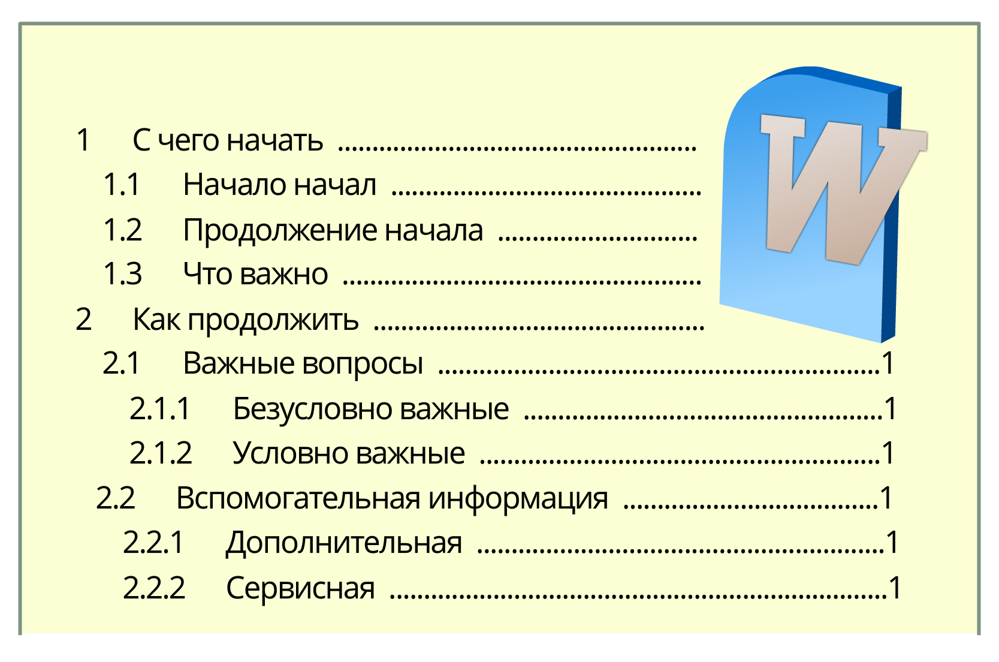 W
1 С чего начать ....................................................
1.1 Начало начал .............................................
1.2 Продолжение начала .............................
1.3 Что важно ....................................................
2 Как продолжить ................................................
2.1 Важные вопросы ................................................................1
2.1.1 Безусловно важные ....................................................1
2.1.2 Условно важные ..........................................................1
2.2 Вспомогательная информация .....................................1
2.2.1 Дополнительная ...........................................................1
2.2.2 Сервисная ........................................................................1